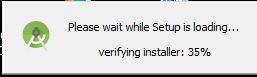 Please wait while Setup is loading...
verifying installer: 35%